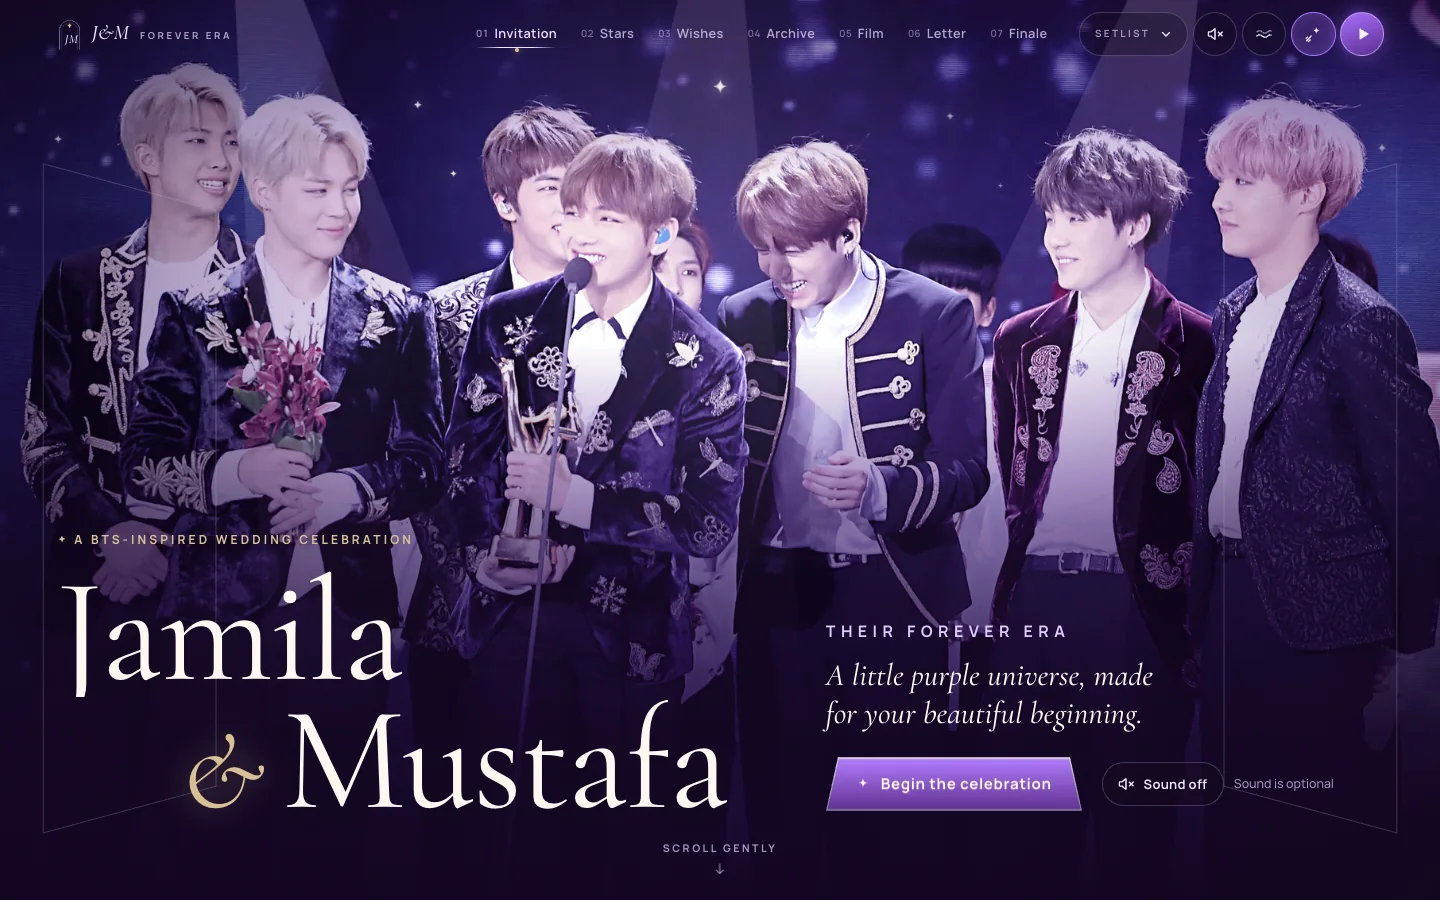 JM J&M FOREVER ERA
01 Invitation 02 Stars 03 Wishes 04 Archive 05 Film 06 Letter 07 Finale SETLIST
✦ A BTS-INSPIRED WEDDING CELEBRATION
Jamila
& Mustafa
THEIR FOREVER ERA
A little purple universe, made
for your beautiful beginning.
✦ Begin the celebration
Sound off
Sound is optional
SCROLL GENTLY
↓